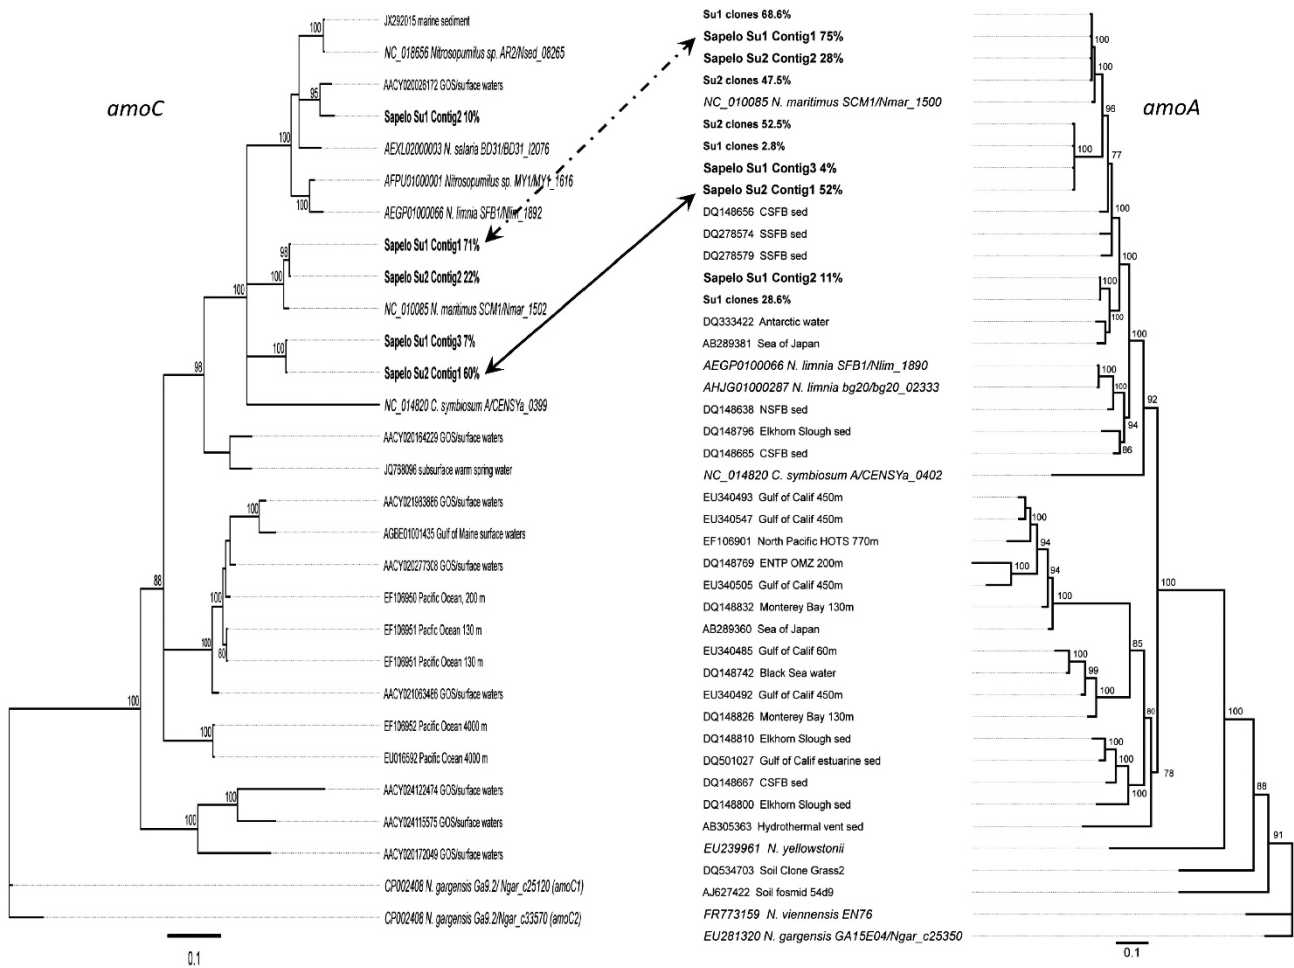 amoC
JX292015 marine sediment
NC_018656 Nitrosopumilus sp. AR2/Nsed_08265
AACY020026172 GOS/surface waters
Sapelo Su1 Contig2 10%
AEXL02000003 N. salaria BD31/BD31_I2076
AFPU01000001 Nitrosopumilus sp. MY1/MY1_1616
AEGP01000066 N. limnia SFB1/Nlim_1892
Sapelo Su1 Contig1 71%
Sapelo Su2 Contig2 22%
NC_010085 N. maritimus SCM1/Nmar_1502
Sapelo Su1 Contig3 7%
Sapelo Su2 Contig1 60%
NC_014820 C. symbiosum A/CENSYa_0399
AACY020164229 GOS/surface waters
JQ768096 subsurface warm spring water
AACY021983886 GOS/surface waters
AGBE01001435 Gulf of Maine surface waters
AACY020277308 GOS/surface waters
EF106950 Pacific Ocean, 200 m
EF106951 Pacfic Ocean 130 m
EF106951 Pacific Ocean 130 m
AACY021063486 GOS/surface waters
EF106952 Pacific Ocean 4000 m
EU016592 Pacific Ocean 4000 m
AACY024122474 GOS/surface waters
AACY024115575 GOS/surface waters
AACY020172049 GOS/surface waters
CP002408 N. gargensis Ga9.2/ Ngar_c25120 (amoC1)
CP002408 N. gargensis Ga9.2/Ngar_c33570 (amoC2)
100
95
100
100
98
100
100
100
98
88
100
80
100
100
100
100
100
0.1
amoA
Su1 clones 68.6%
Sapelo Su1 Contig1 75%
Sapelo Su2 Contig2 28%
Su2 clones 47.5%
NC_010085 N. maritimus SCM1/Nmar_1500
Su2 clones 52.5%
Su1 clones 2.8%
Sapelo Su1 Contig3 4%
Sapelo Su2 Contig1 52%
DQ148656 CSFB sed
DQ278574 SSFB sed
DQ278579 SSFB sed
Sapelo Su1 Contig2 11%
Su1 clones 28.6%
DQ333422 Antarctic water
AB289381 Sea of Japan
AEGP0100066 N. limnia SFB1/Nlim_1890
AHJG01000287 N. limnia bg20/bg20_02333
DQ148638 NSFB sed
DQ148796 Elkhorn Slough sed
DQ148665 CSFB sed
NC_014820 C. symbiosum A/CENSYa_0402
EU340493 Gulf of Calif 450m
EU340547 Gulf of Calif 450m
EF106901 North Pacific HOTS 770m
DQ148769 ENTP OMZ 200m
EU340505 Gulf of Calif 450m
DQ148832 Monterey Bay 130m
AB289360 Sea of Japan
EU340485 Gulf of Calif 60m
DQ148742 Black Sea water
EU340492 Gulf of Calif 450m
DQ148826 Monterey Bay 130m
DQ148810 Elkhorn Slough sed
DQ501027 Gulf of Calif estuarine sed
DQ148667 CSFB sed
DQ148800 Elkhorn Slough sed
AB305363 Hydrothermal vent sed
EU239961 N. yellowstonii
DQ534703 Soil Clone Grass2
AJ627422 Soil fosmid 54d9
FR773159 N. viennensis EN76
EU281320 N. gargensis GA15E04/Ngar_c25350
100
100
96
100
77
100
100
100
100
100
100
94
86
92
100
94
100
94
100
100
85
100
99
100
80
100
100
100
78
100
100
88
91
0.1